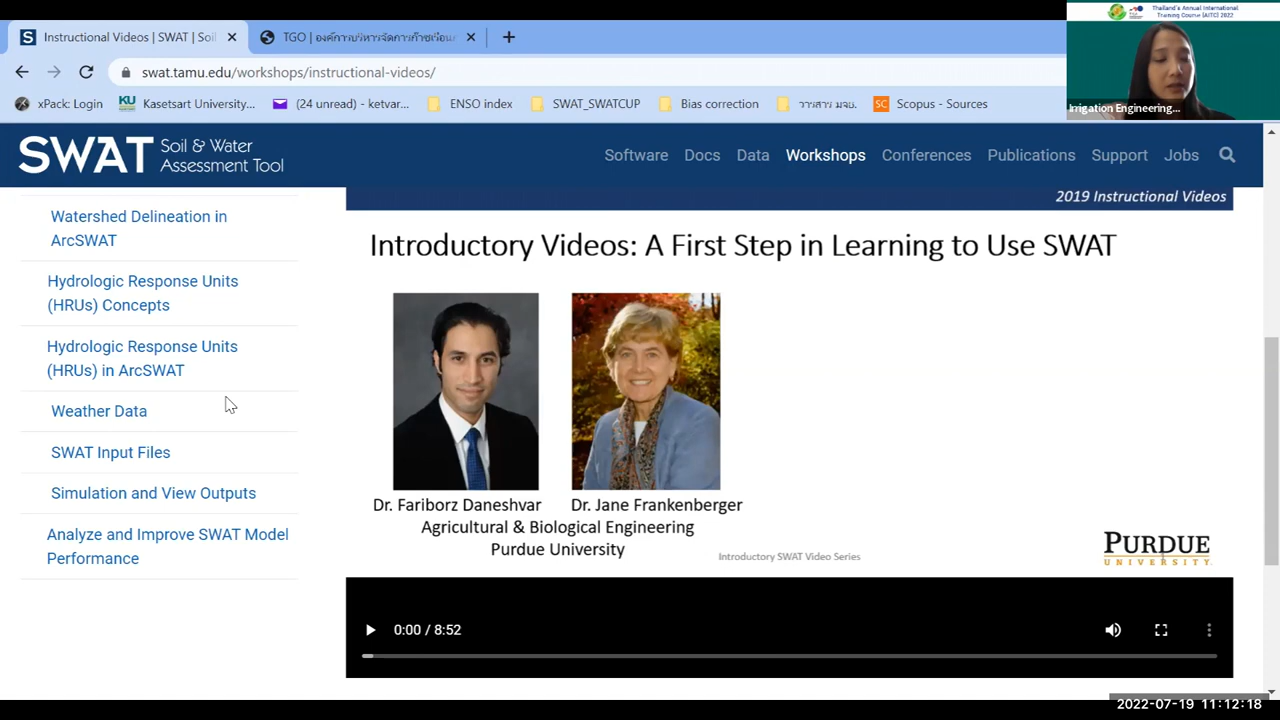 Instructional Videos | SWAT | Soi
TGO | องค์การบริหารจัดการก๊าซเรือน
Thailand's Annual International
Training Course (AITC) 2022
swat.tamu.edu/workshops/instructional-videos/
xPack: Login
KU
Kasetsart University...
(24 unread) - ketvar...
ENSO index
SWAT_SWATCUP
Bias correction
วารสาร มจบ.
SC
Scopus - Sources
Irrigation Engineering...
SWAT Soil & Water
Assessment Tool
Software
Docs
Data
Workshops
Conferences
Publications
Support
Jobs
2019 Instructional Videos
Watershed Delineation in
ArcSWAT
Hydrologic Response Units
(HRUs) Concepts
Hydrologic Response Units
(HRUs) in ArcSWAT
Weather Data
SWAT Input Files
Simulation and View Outputs
Analyze and Improve SWAT Model
Performance
Introductory Videos: A First Step in Learning to Use SWAT
Dr. Fariborz Daneshvar
Dr. Jane Frankenberger
Agricultural & Biological Engineering
Purdue University
Introductory SWAT Video Series
PURDUE
UNIVERSITY
0:00 / 8:52
2022-07-19 11:12:18